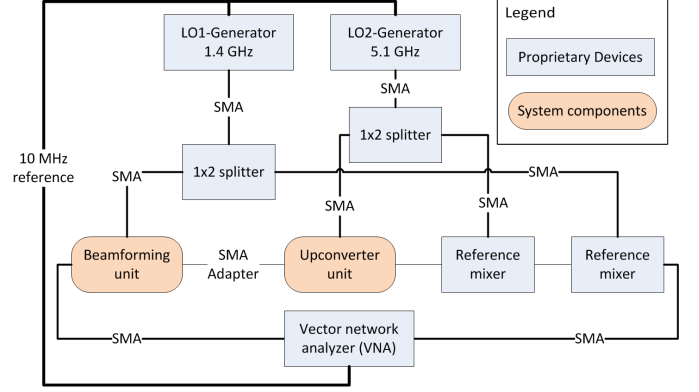 Legend
LO1-Generator
1.4 GHz
LO2-Generator
5.1 GHz
Proprietary Devices
SMA
SMA
System components
1x2 splitter
10 MHz
reference
1x2 splitter
SMA
SMA
SMA
SMA
Beamforming
unit
SMA
Adapter
Upconverter
unit
Reference
mixer
Reference
mixer
Vector network
analyzer (VNA)
SMA
SMA